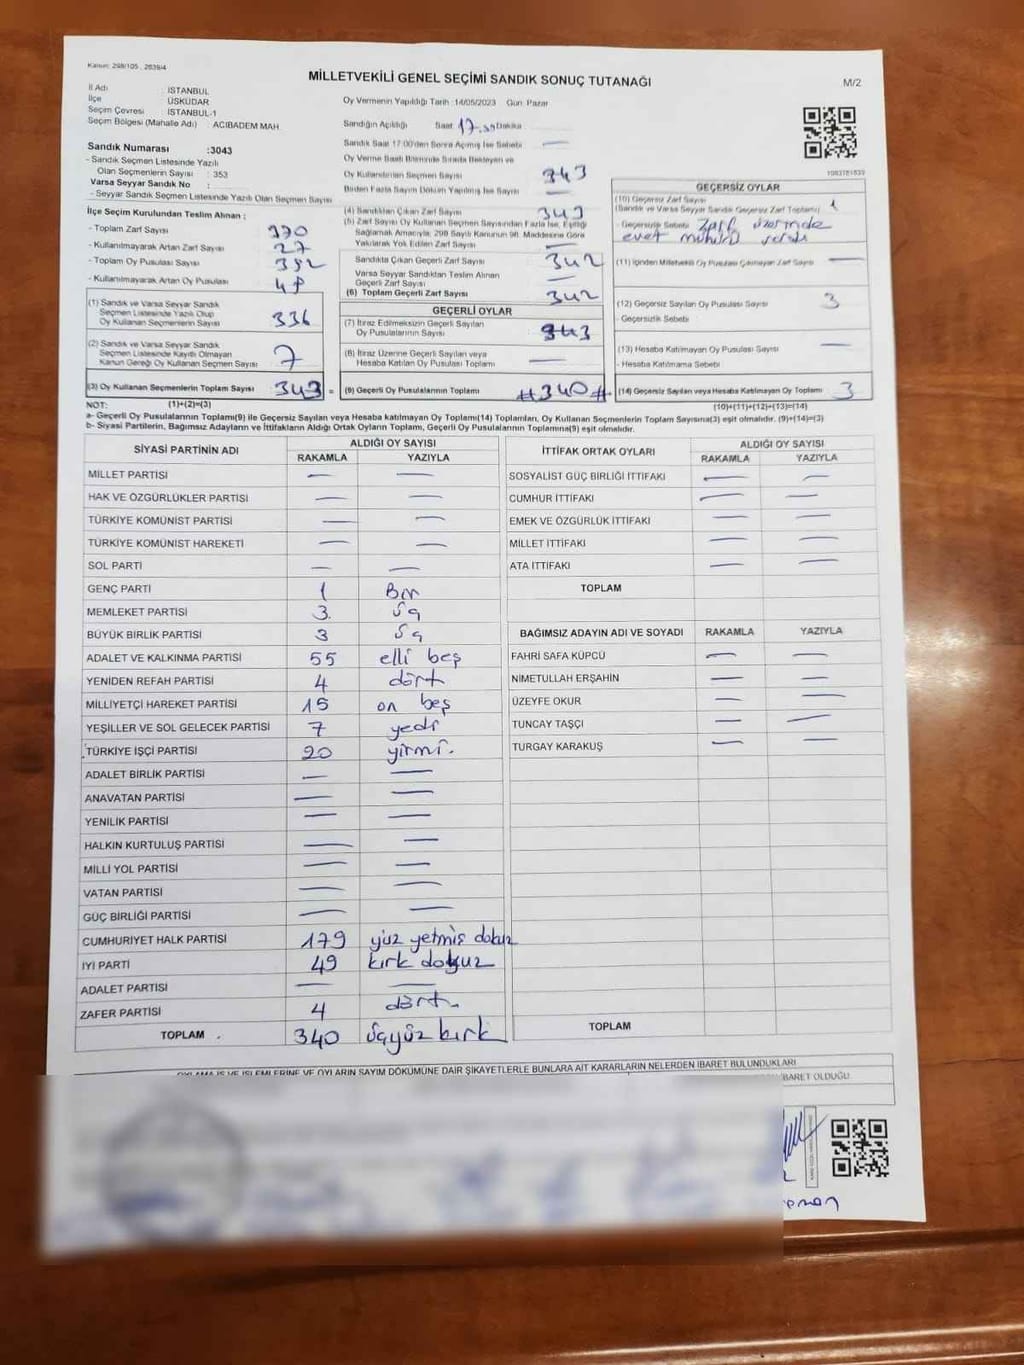 Kanun: 298/105, 2839/4
MİLLETVEKİLİ GENEL SEÇİMİ SANDIK SONUÇ TUTANAĞI
M/2
İl Adı : İSTANBUL
İlçe : ÜSKÜDAR
Seçim Çevresi : İSTANBUL-1
Seçim Bölgesi (Mahalle Adı) : ACIBADEM MAH.
Oy Vermenin Yapıldığı Tarih : 14/05/2023 Gün Pazar
Sandığın Açıldığı Saat 17 Dakika
Sandık Saat 17:00'den Sonra Açılmış İse Sebebi —
Sandık Numarası :3043
- Sandık Seçmen Listesinde Yazılı
Olan Seçmenlerin Sayısı : 353
Varsa Seyyar Sandık No :
- Seyyar Sandık Seçmen Listesinde Yazılı Olan Seçmen Sayısı
Oy Verme Saati Bitiminde Sırada Bekleyen ve
Oy Kullandırılan Seçmen Sayısı 343
Birden Fazla Sayım Döküm Yapılmış İse Sayısı —
İlçe Seçim Kurulundan Teslim Alınan :
- Toplam Zarf Sayısı 370
- Kullanılmayarak Artan Zarf Sayısı 27
- Toplam Oy Pusulası Sayısı 392
- Kullanılmayarak Artan Oy Pusulası 48
(1) Sandık ve Varsa Seyyar Sandık
Seçmen Listesinde Yazılı Olup
Oy Kullanan Seçmenlerin Sayısı 336
(2) Sandık ve Varsa Seyyar Sandık
Seçmen Listesinde Kayıtlı Olmayan
Kanun Gereği Oy Kullanan Seçmen Sayısı 7
(3) Oy Kullanan Seçmenlerin Toplam Sayısı 343 =
(4) Sandıktan Çıkan Zarf Sayısı 343
(5) Zarf Sayısı Oy Kullanan Seçmen Sayısından Fazla İse, Eşitliği
Sağlamak Amacıyla, 298 Sayılı Kanunun 98. Maddesine Göre
Yakılarak Yok Edilen Zarf Sayısı —
Sandıkta Çıkan Geçerli Zarf Sayısı 342
Varsa Seyyar Sandıktan Teslim Alınan
Geçerli Zarf Sayısı —
(6) Toplam Geçerli Zarf Sayısı 342
GEÇERLİ OYLAR
(7) İtiraz Edilmeksizin Geçerli Sayılan
Oy Pusulalarının Sayısı 343
(8) İtiraz Üzerine Geçerli Sayılan veya
Hesaba Katılan Oy Pusulası Toplamı —
(9) Geçerli Oy Pusulalarının Toplamı #340#
1083781839
GEÇERSİZ OYLAR
(10) Geçersiz Zarf Sayısı
(Sandık ve Varsa Seyyar Sandık Geçersiz Zarf Toplamı) 1
- Geçersizlik Sebebi Zarf üzerinde
evet mühürü vardı
(11) İçinden Milletvekili Oy Pusulası Çıkmayan Zarf Sayısı —
(12) Geçersiz Sayılan Oy Pusulası Sayısı 3
- Geçersizlik Sebebi
(13) Hesaba Katılmayan Oy Pusulası Sayısı —
- Hesaba Katılmama Sebebi
(14) Geçersiz Sayılan veya Hesaba Katılmayan Oy Toplamı 3
NOT: (1)+(2)=(3)
(10)+(11)+(12)+(13)=(14)
a- Geçerli Oy Pusulaları Toplamı(9) ile Geçersiz Sayılan veya Hesaba katılmayan Oy Toplamı(14) Toplamları, Oy Kullanan Seçmenlerin Toplam Sayısına(3) eşit olmalıdır. (9)+(14)=(3)
b- Siyasi Partilerin, Bağımsız Adayların ve İttifakların Aldığı Ortak Oyların Toplamı, Geçerli Oy Pusulalarının Toplamına(9) eşit olmalıdır.
SİYASİ PARTİNİN ADI
ALDIĞI OY SAYISI
RAKAMLA YAZIYLA
MİLLET PARTİSİ — —
HAK VE ÖZGÜRLÜKLER PARTİSİ — —
TÜRKİYE KOMÜNİST PARTİSİ — —
TÜRKİYE KOMÜNİST HAREKETİ — —
SOL PARTİ — —
GENÇ PARTİ 1 Bir
MEMLEKET PARTİSİ 3 üç
BÜYÜK BİRLİK PARTİSİ 3 üç
ADALET VE KALKINMA PARTİSİ 55 elli beş
YENİDEN REFAH PARTİSİ 4 dört
MİLLİYETÇİ HAREKET PARTİSİ 15 on beş
YEŞİLLER VE SOL GELECEK PARTİSİ 7 yedi
TÜRKİYE İŞÇİ PARTİSİ 20 yirmi.
ADALET BİRLİK PARTİSİ — —
ANAVATAN PARTİSİ — —
YENİLİK PARTİSİ — —
HALKIN KURTULUŞ PARTİSİ — —
MİLLİ YOL PARTİSİ — —
VATAN PARTİSİ — —
GÜÇ BİRLİĞİ PARTİSİ — —
CUMHURİYET HALK PARTİSİ 179 yüz yetmiş dokuz
İYİ PARTİ 49 kırk dokuz
ADALET PARTİSİ — —
ZAFER PARTİSİ 4 dört.
TOPLAM 340 üçyüz kırk
İTTİFAK ORTAK OYLARI
ALDIĞI OY SAYISI
RAKAMLA YAZIYLA
SOSYALİST GÜÇ BİRLİĞİ İTTİFAKI — —
CUMHUR İTTİFAKI — —
EMEK VE ÖZGÜRLÜK İTTİFAKI — —
MİLLET İTTİFAKI — —
ATA İTTİFAKI — —
TOPLAM
BAĞIMSIZ ADAYIN ADI VE SOYADI RAKAMLA YAZIYLA
FAHRİ SAFA KÜPCÜ — —
NİMETULLAH ERŞAHİN — —
ÜZEYFE OKUR — —
TUNCAY TAŞÇI — —
TURGAY KARAKUŞ — —
TOPLAM
OYLAMA İŞ VE İŞLEMLERİNE VE OYLARIN SAYIM DÖKÜMÜNE DAİR ŞİKAYETLERLE BUNLARA AİT KARARLARIN NELERDEN İBARET BULUNDUKLARI
İBARET OLDUĞU